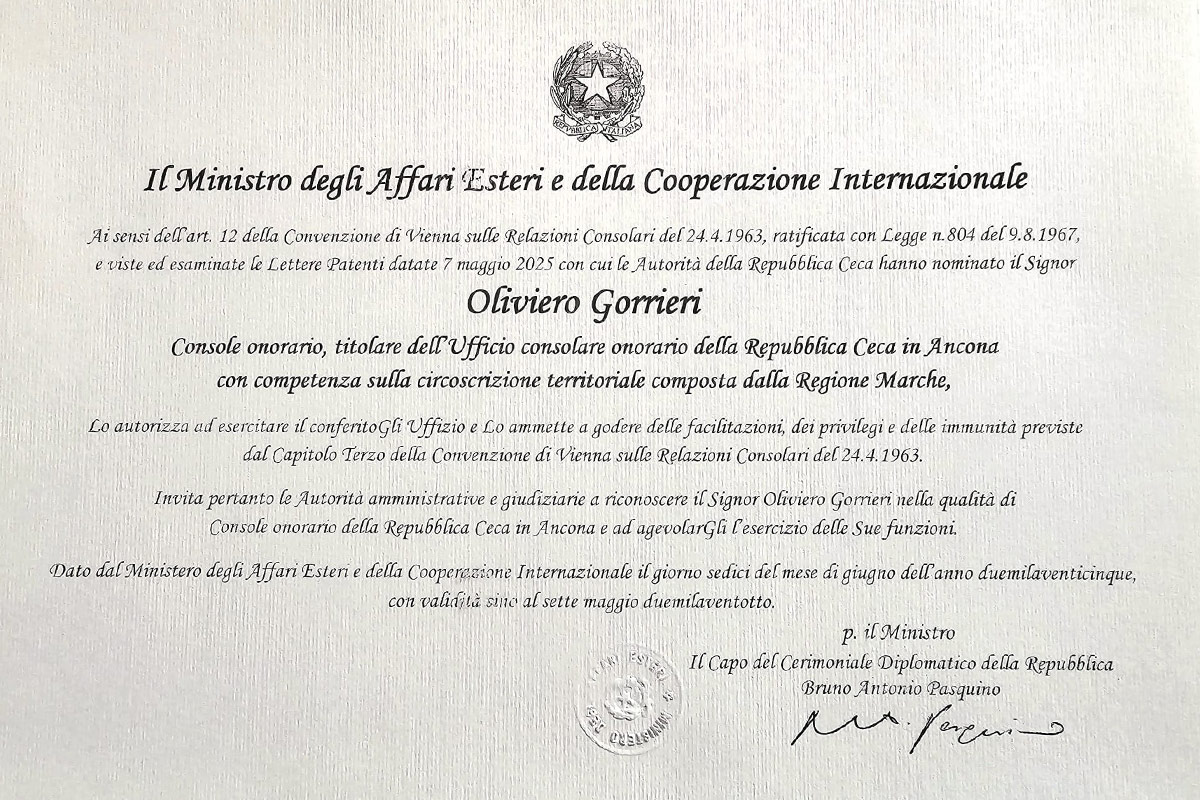 REPVBBLICA ITALIANA
Il Ministro degli Affari Esteri e della Cooperazione Internazionale
Ai sensi dell'art. 12 della Convenzione di Vienna sulle Relazioni Consolari del 24.4.1963, ratificata con Legge n.804 del 9.8.1967,
e viste ed esaminate le Lettere Patenti datate 7 maggio 2025 con cui le Autorità della Repubblica Ceca hanno nominato il Signor
Oliviero Gorrieri
Console onorario, titolare dell'Ufficio consolare onorario della Repubblica Ceca in Ancona
con competenza sulla circoscrizione territoriale composta dalla Regione Marche,
Lo autorizza ad esercitare il conferitoGli Uffizio e Lo ammette a godere delle facilitazioni, dei privilegi e delle immunità previste
dal Capitolo Terzo della Convenzione di Vienna sulle Relazioni Consolari del 24.4.1963.
Invita pertanto le Autorità amministrative e giudiziarie a riconoscere il Signor Oliviero Gorrieri nella qualità di
Console onorario della Repubblica Ceca in Ancona e ad agevolarGli l'esercizio delle Sue funzioni.
Dato dal Ministero degli Affari Esteri e della Cooperazione Internazionale il giorno sedici del mese di giugno dell'anno duemilaventicinque,
con validità sino al sette maggio duemilaventotto.
p. il Ministro
Il Capo del Cerimoniale Diplomatico della Repubblica
Bruno Antonio Pasquino
MINISTERO DEGLI ESTERI